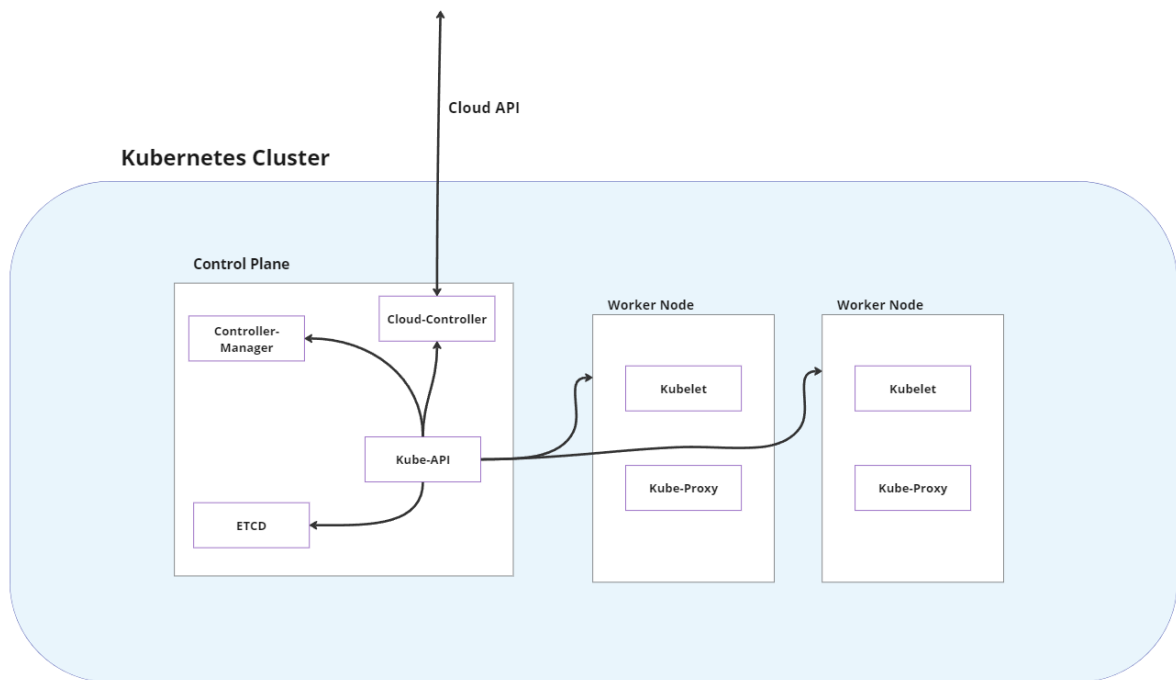 Cloud API
Kubernetes Cluster
Control Plane
Controller-
Manager
Cloud-Controller
Kube-API
ETCD
Worker Node
Kubelet
Kube-Proxy
Worker Node
Kubelet
Kube-Proxy